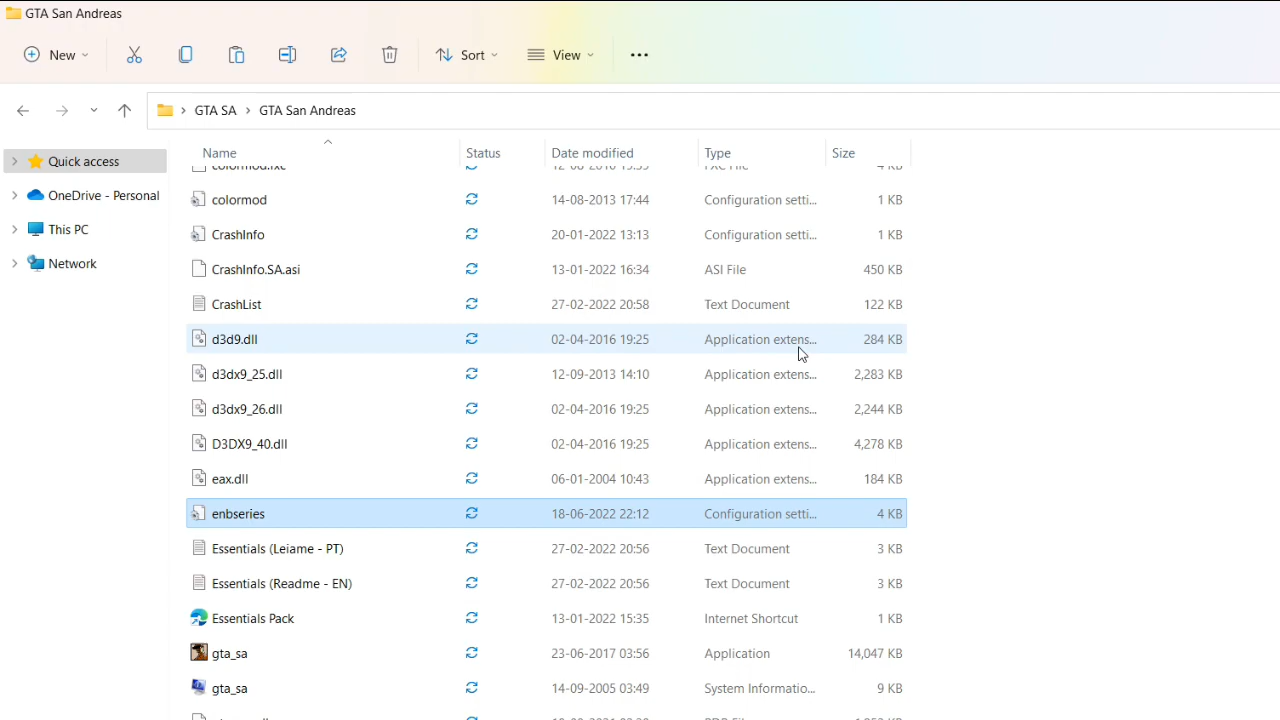 GTA San Andreas
New Sort View
GTA SA GTA San Andreas
Name Status Date modified Type Size
Quick access
OneDrive - Personal
This PC
Network
colormod 14-08-2013 17:44 Configuration setti... 1 KB
CrashInfo 20-01-2022 13:13 Configuration setti... 1 KB
CrashInfo.SA.asi 13-01-2022 16:34 ASI File 450 KB
CrashList 27-02-2022 20:58 Text Document 122 KB
d3d9.dll 02-04-2016 19:25 Application extens... 284 KB
d3dx9_25.dll 12-09-2013 14:10 Application extens... 2,283 KB
d3dx9_26.dll 02-04-2016 19:25 Application extens... 2,244 KB
D3DX9_40.dll 02-04-2016 19:25 Application extens... 4,278 KB
eax.dll 06-01-2004 10:43 Application extens... 184 KB
enbseries 18-06-2022 22:12 Configuration setti... 4 KB
Essentials (Leiame - PT) 27-02-2022 20:56 Text Document 3 KB
Essentials (Readme - EN) 27-02-2022 20:56 Text Document 3 KB
Essentials Pack 13-01-2022 15:35 Internet Shortcut 1 KB
gta_sa 23-06-2017 03:56 Application 14,047 KB
gta_sa 14-09-2005 03:49 System Informatio... 9 KB